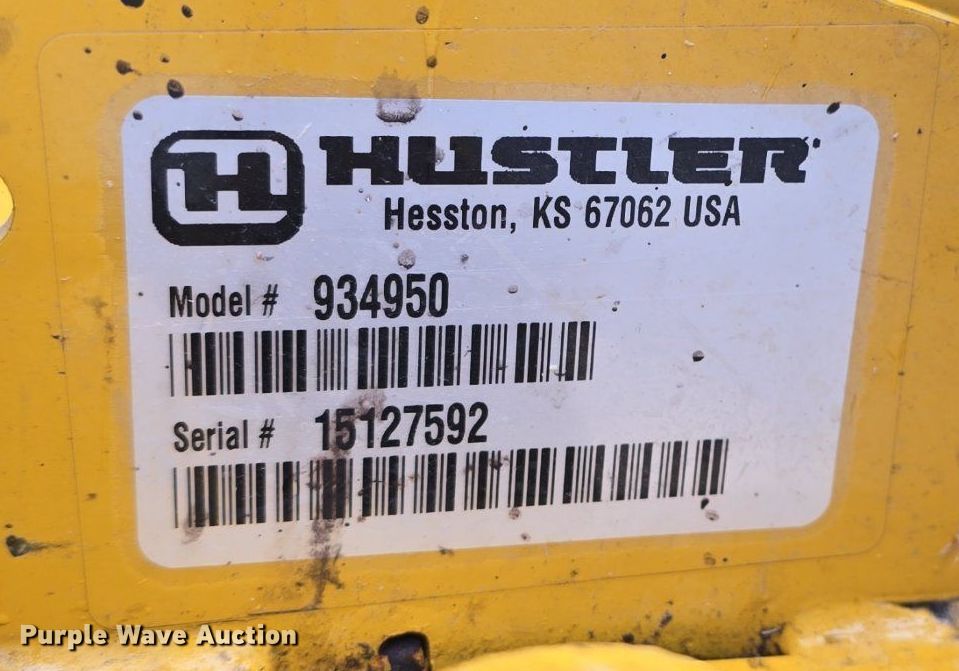 H HUSTLER
Hesston, KS 67062 USA
Model # 934950
Serial # 15127592
Purple Wave Auction